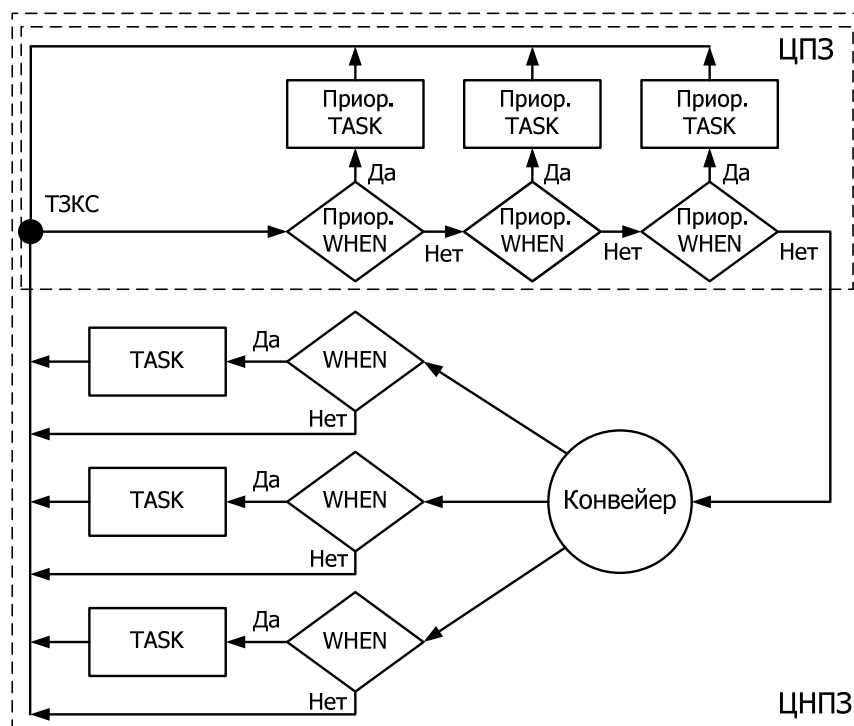 ЦПЗ
Приор.
TASK
Приор.
TASK
Приор.
TASK
Да
Да
Да
ТЗКС
Приор.
WHEN
Нет
Приор.
WHEN
Нет
Приор.
WHEN
Нет
TASK
Да
WHEN
Нет
TASK
Да
WHEN
Конвейер
Нет
TASK
Да
WHEN
Нет
ЦНПЗ